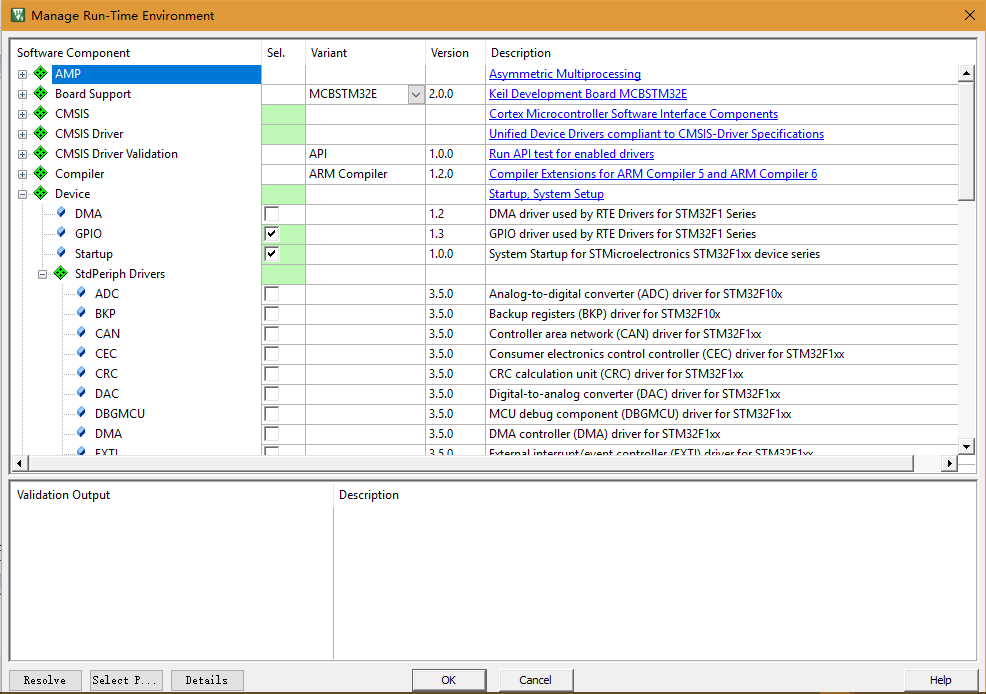 Manage Run-Time Environment
Software Component Sel. Variant Version Description
AMP Asymmetric Multiprocessing
Board Support MCBSTM32E 2.0.0 Keil Development Board MCBSTM32E
CMSIS Cortex Microcontroller Software Interface Components
CMSIS Driver Unified Device Drivers compliant to CMSIS-Driver Specifications
CMSIS Driver Validation API 1.0.0 Run API test for enabled drivers
Compiler ARM Compiler 1.2.0 Compiler Extensions for ARM Compiler 5 and ARM Compiler 6
Device Startup, System Setup
DMA 1.2 DMA driver used by RTE Drivers for STM32F1 Series
GPIO 1.3 GPIO driver used by RTE Drivers for STM32F1 Series
Startup 1.0.0 System Startup for STMicroelectronics STM32F1xx device series
StdPeriph Drivers
ADC 3.5.0 Analog-to-digital converter (ADC) driver for STM32F10x
BKP 3.5.0 Backup registers (BKP) driver for STM32F10x
CAN 3.5.0 Controller area network (CAN) driver for STM32F1xx
CEC 3.5.0 Consumer electronics control controller (CEC) driver for STM32F1xx
CRC 3.5.0 CRC calculation unit (CRC) driver for STM32F1xx
DAC 3.5.0 Digital-to-analog converter (DAC) driver for STM32F1xx
DBGMCU 3.5.0 MCU debug component (DBGMCU) driver for STM32F1xx
DMA 3.5.0 DMA controller (DMA) driver for STM32F1xx
EXTI 3.5.0 External interrupt/event controller (EXTI) driver for STM32F1xx
Validation Output Description
Resolve Select P... Details OK Cancel Help